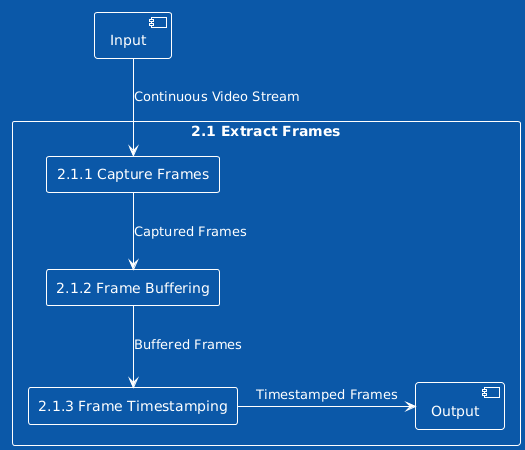 Input
Continuous Video Stream
2.1 Extract Frames
2.1.1 Capture Frames
Captured Frames
2.1.2 Frame Buffering
Buffered Frames
2.1.3 Frame Timestamping
Timestamped Frames
Output